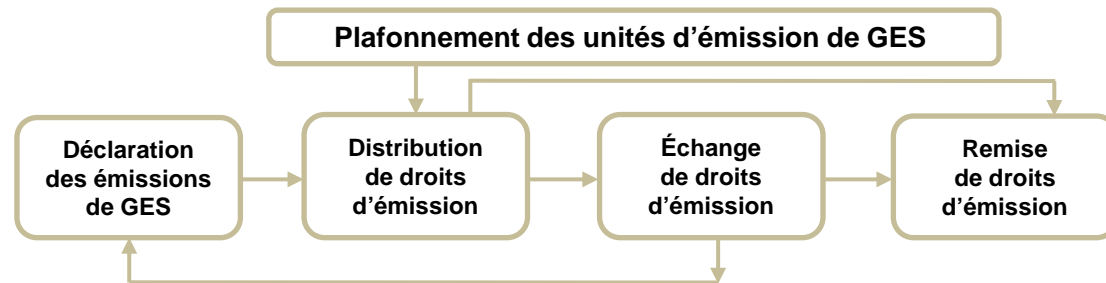 Plafonnement des unités d’émission de GES
Déclaration
des émissions
de GES
Distribution
de droits
d’émission
Échange
de droits
d’émission
Remise
de droits
d’émission